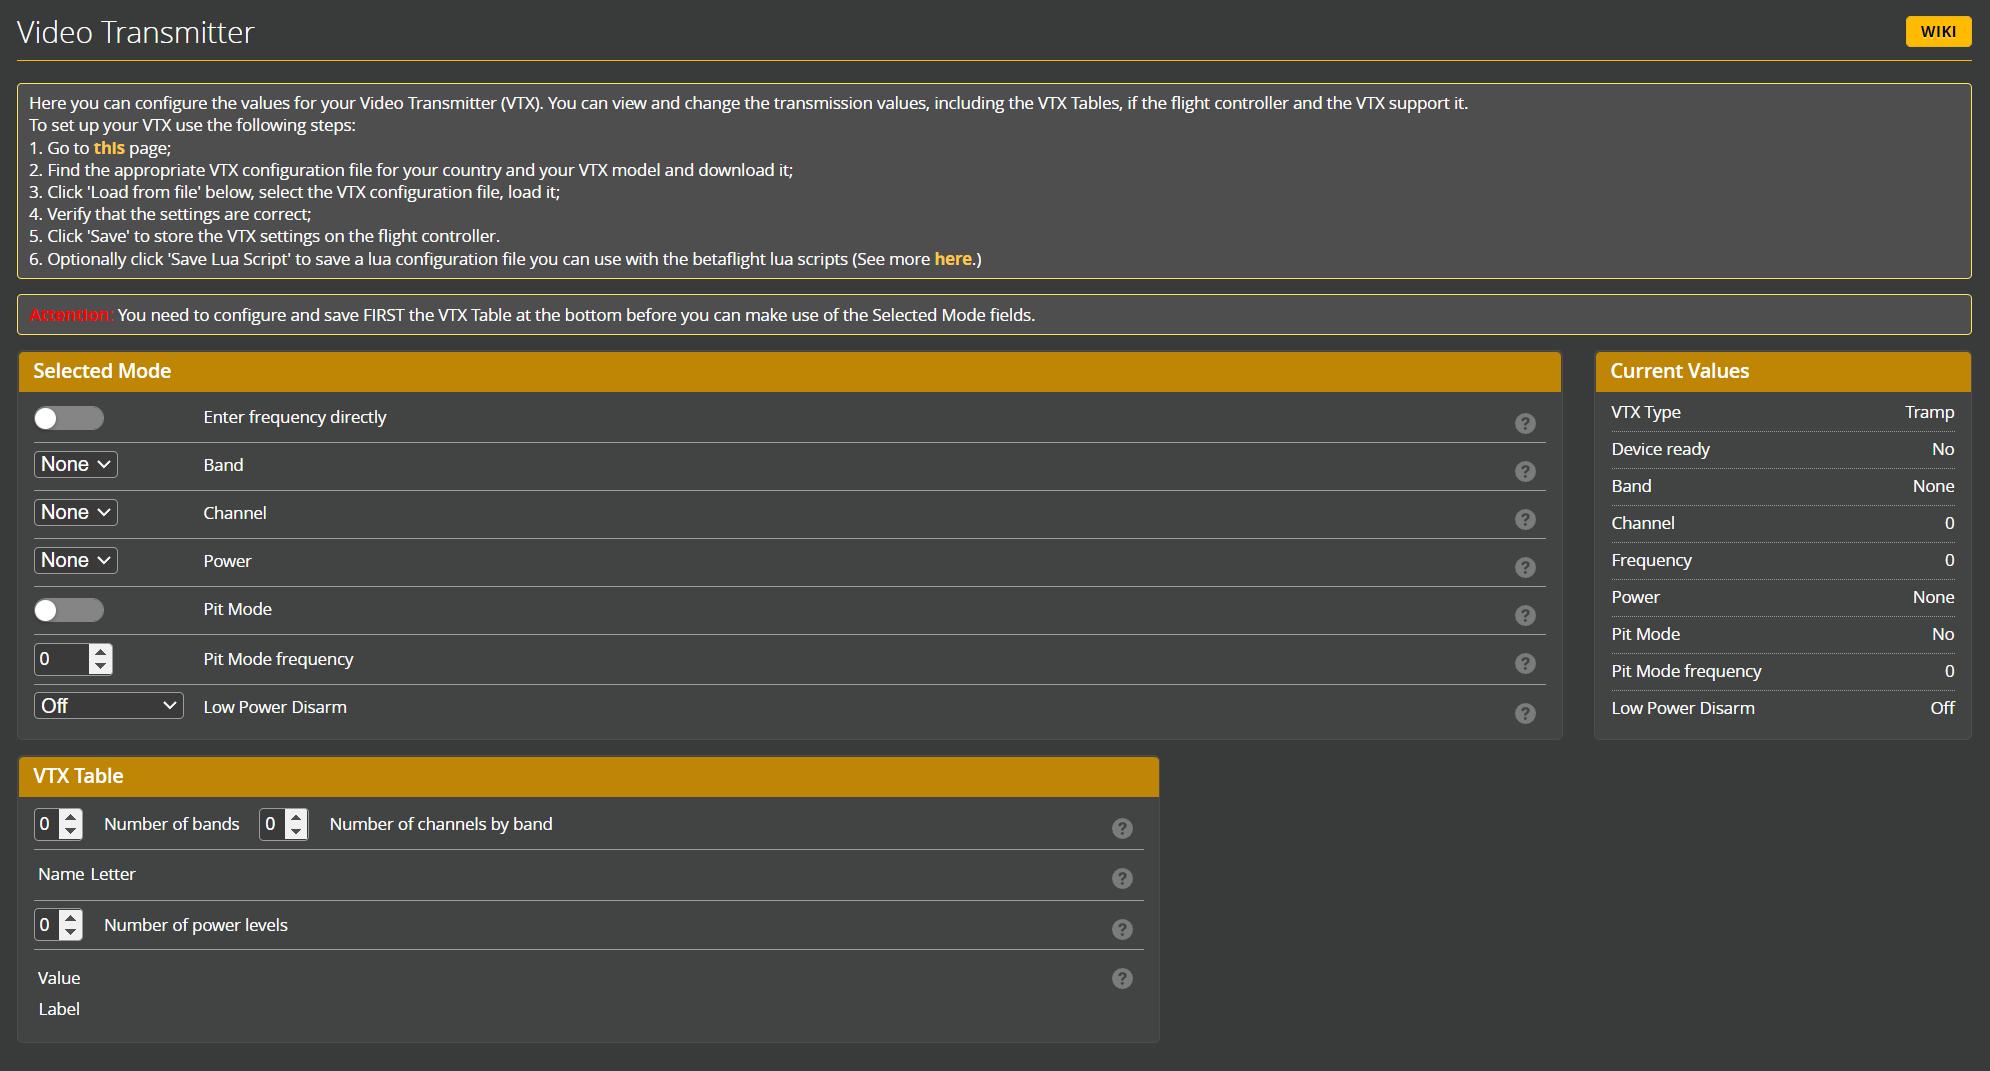 Video Transmitter
WIKI
Here you can configure the values for your Video Transmitter (VTX). You can view and change the transmission values, including the VTX Tables, if the flight controller and the VTX support it.
To set up your VTX use the following steps:
1. Go to this page;
2. Find the appropriate VTX configuration file for your country and your VTX model and download it;
3. Click 'Load from file' below, select the VTX configuration file, load it;
4. Verify that the settings are correct;
5. Click 'Save' to store the VTX settings on the flight controller.
6. Optionally click 'Save Lua Script' to save a lua configuration file you can use with the betaflight lua scripts (See more here.)
Attention: You need to configure and save FIRST the VTX Table at the bottom before you can make use of the Selected Mode fields.
Selected Mode
Enter frequency directly
?
None Band
?
None Channel
?
None Power
?
Pit Mode
?
0 Pit Mode frequency
?
Off Low Power Disarm
?
Current Values
VTX Type Tramp
Device ready No
Band None
Channel 0
Frequency 0
Power None
Pit Mode No
Pit Mode frequency 0
Low Power Disarm Off
VTX Table
0 Number of bands 0 Number of channels by band
?
Name Letter
?
0 Number of power levels
?
Value
?
Label